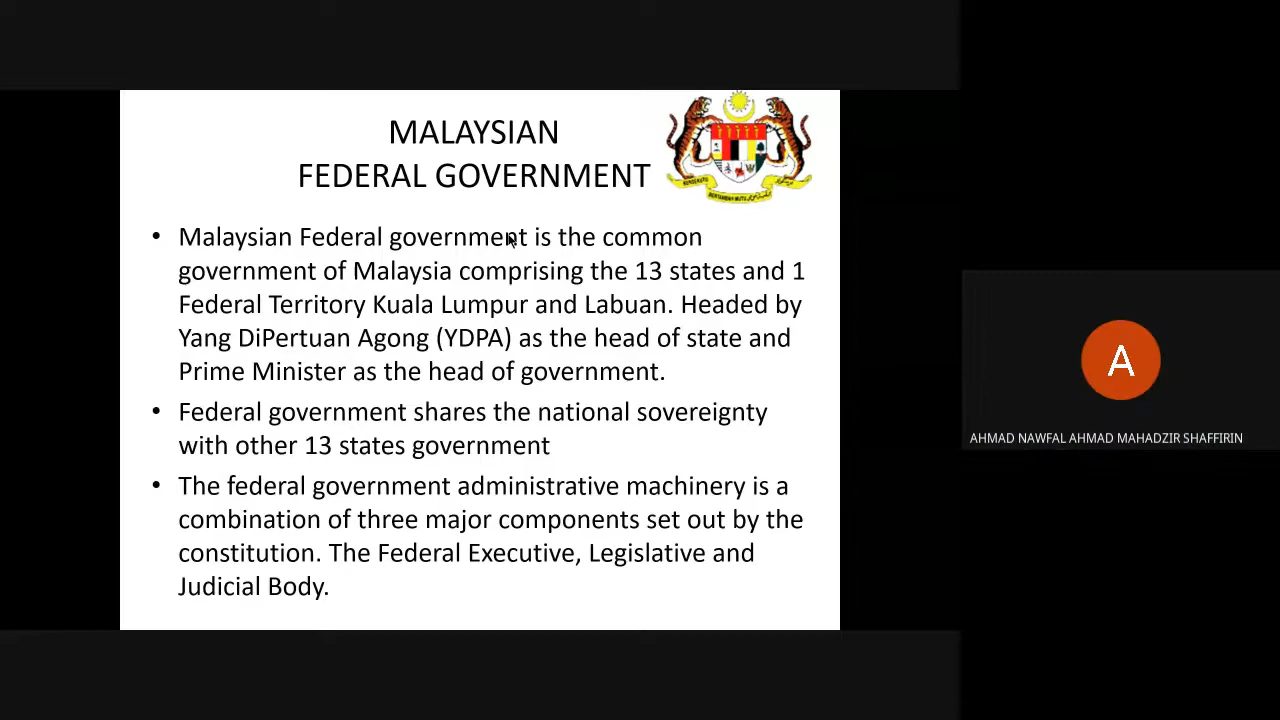 MALAYSIAN
FEDERAL GOVERNMENT
• Malaysian Federal government is the common
government of Malaysia comprising the 13 states and 1
Federal Territory Kuala Lumpur and Labuan. Headed by
Yang DiPertuan Agong (YDPA) as the head of state and
Prime Minister as the head of government.
• Federal government shares the national sovereignty
with other 13 states government
• The federal government administrative machinery is a
combination of three major components set out by the
constitution. The Federal Executive, Legislative and
Judicial Body.
A
AHMAD NAWFAL AHMAD MAHADZIR SHAFFIRIN